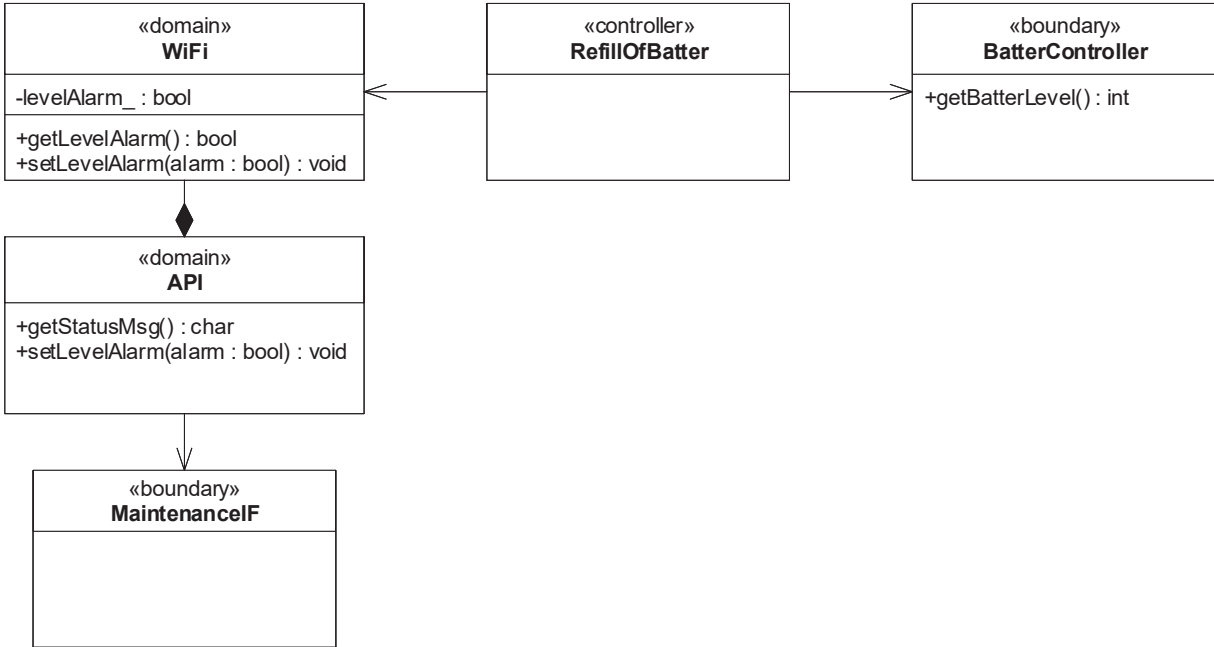 «domain»
WiFi
-levelAlarm_ : bool
+getLevelAlarm() : bool
+setLevelAlarm(alarm : bool) : void
«controller»
RefillOfBatter
«boundary»
BatterController
+getBatterLevel() : int
«domain»
API
+getStatusMsg() : char
+setLevelAlarm(alarm : bool) : void
«boundary»
MaintenanceIF